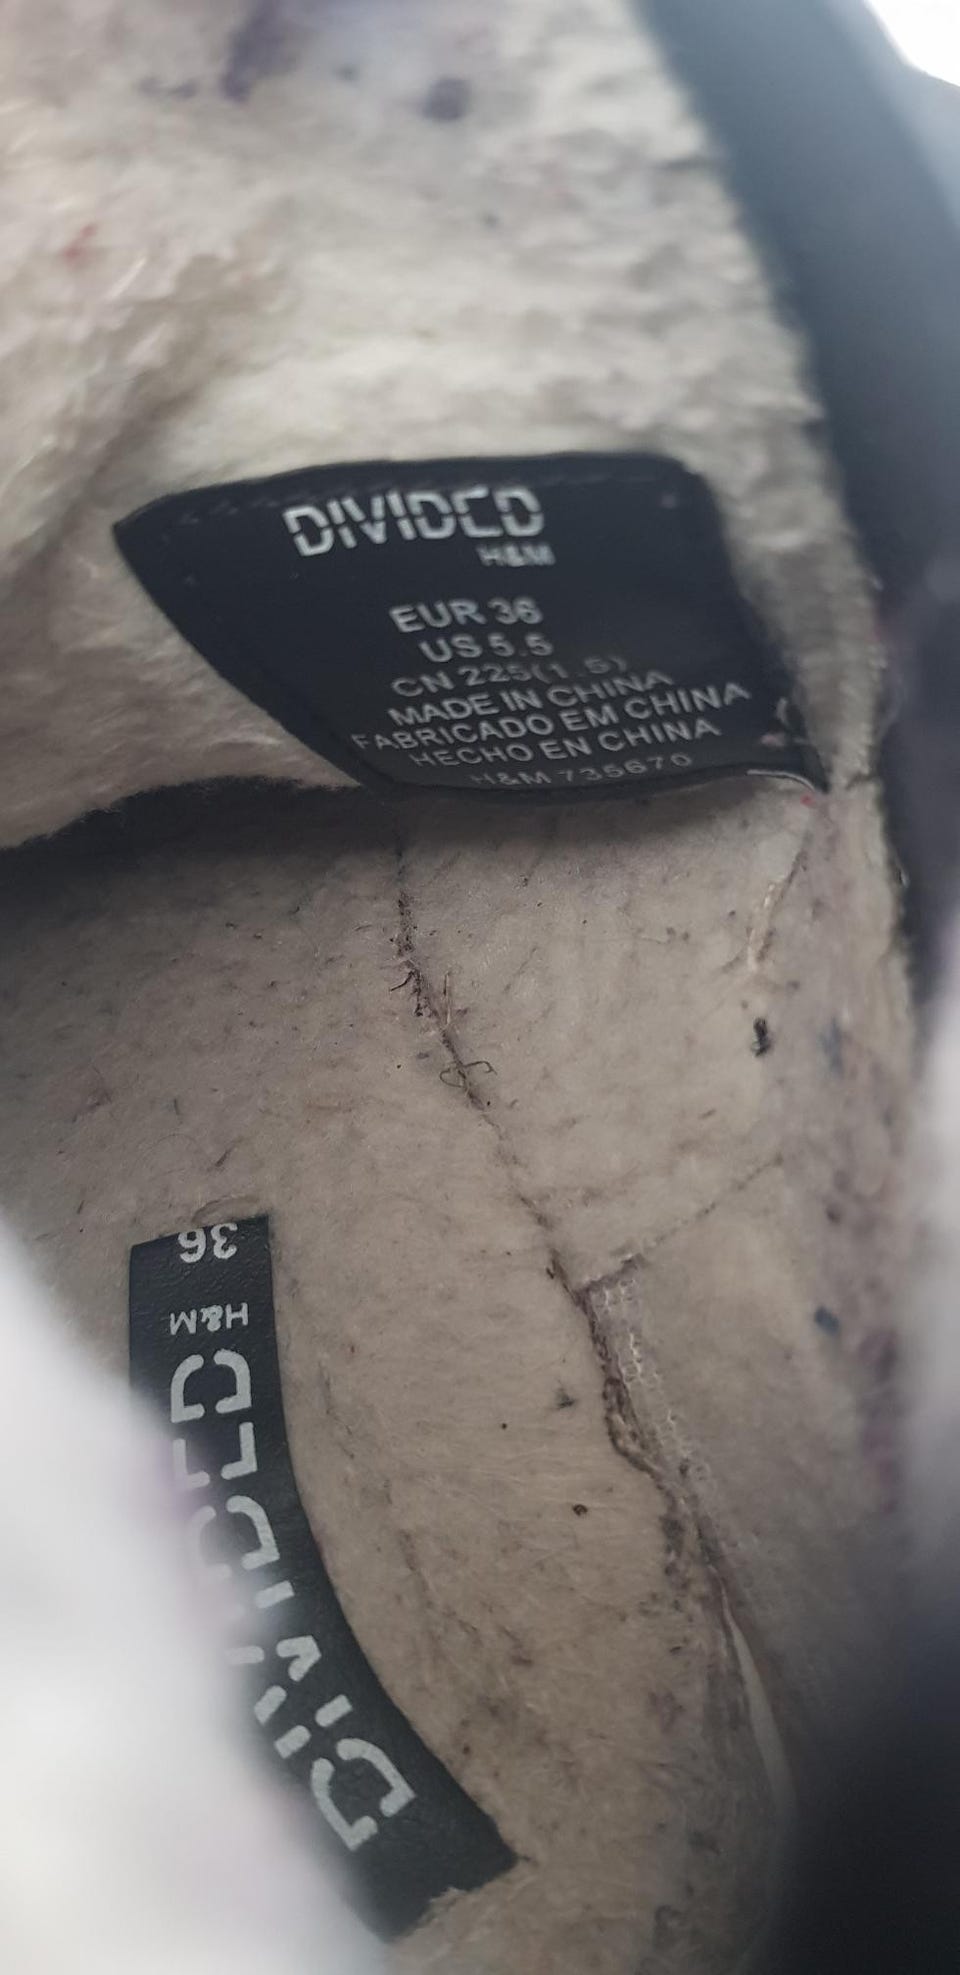 DIVIDED
H&M
EUR 36
US 5.5
CN 225(1.5)
MADE IN CHINA
FABRICADO EM CHINA
HECHO EN CHINA
H&M 735670
36
H&M
DIVIDED